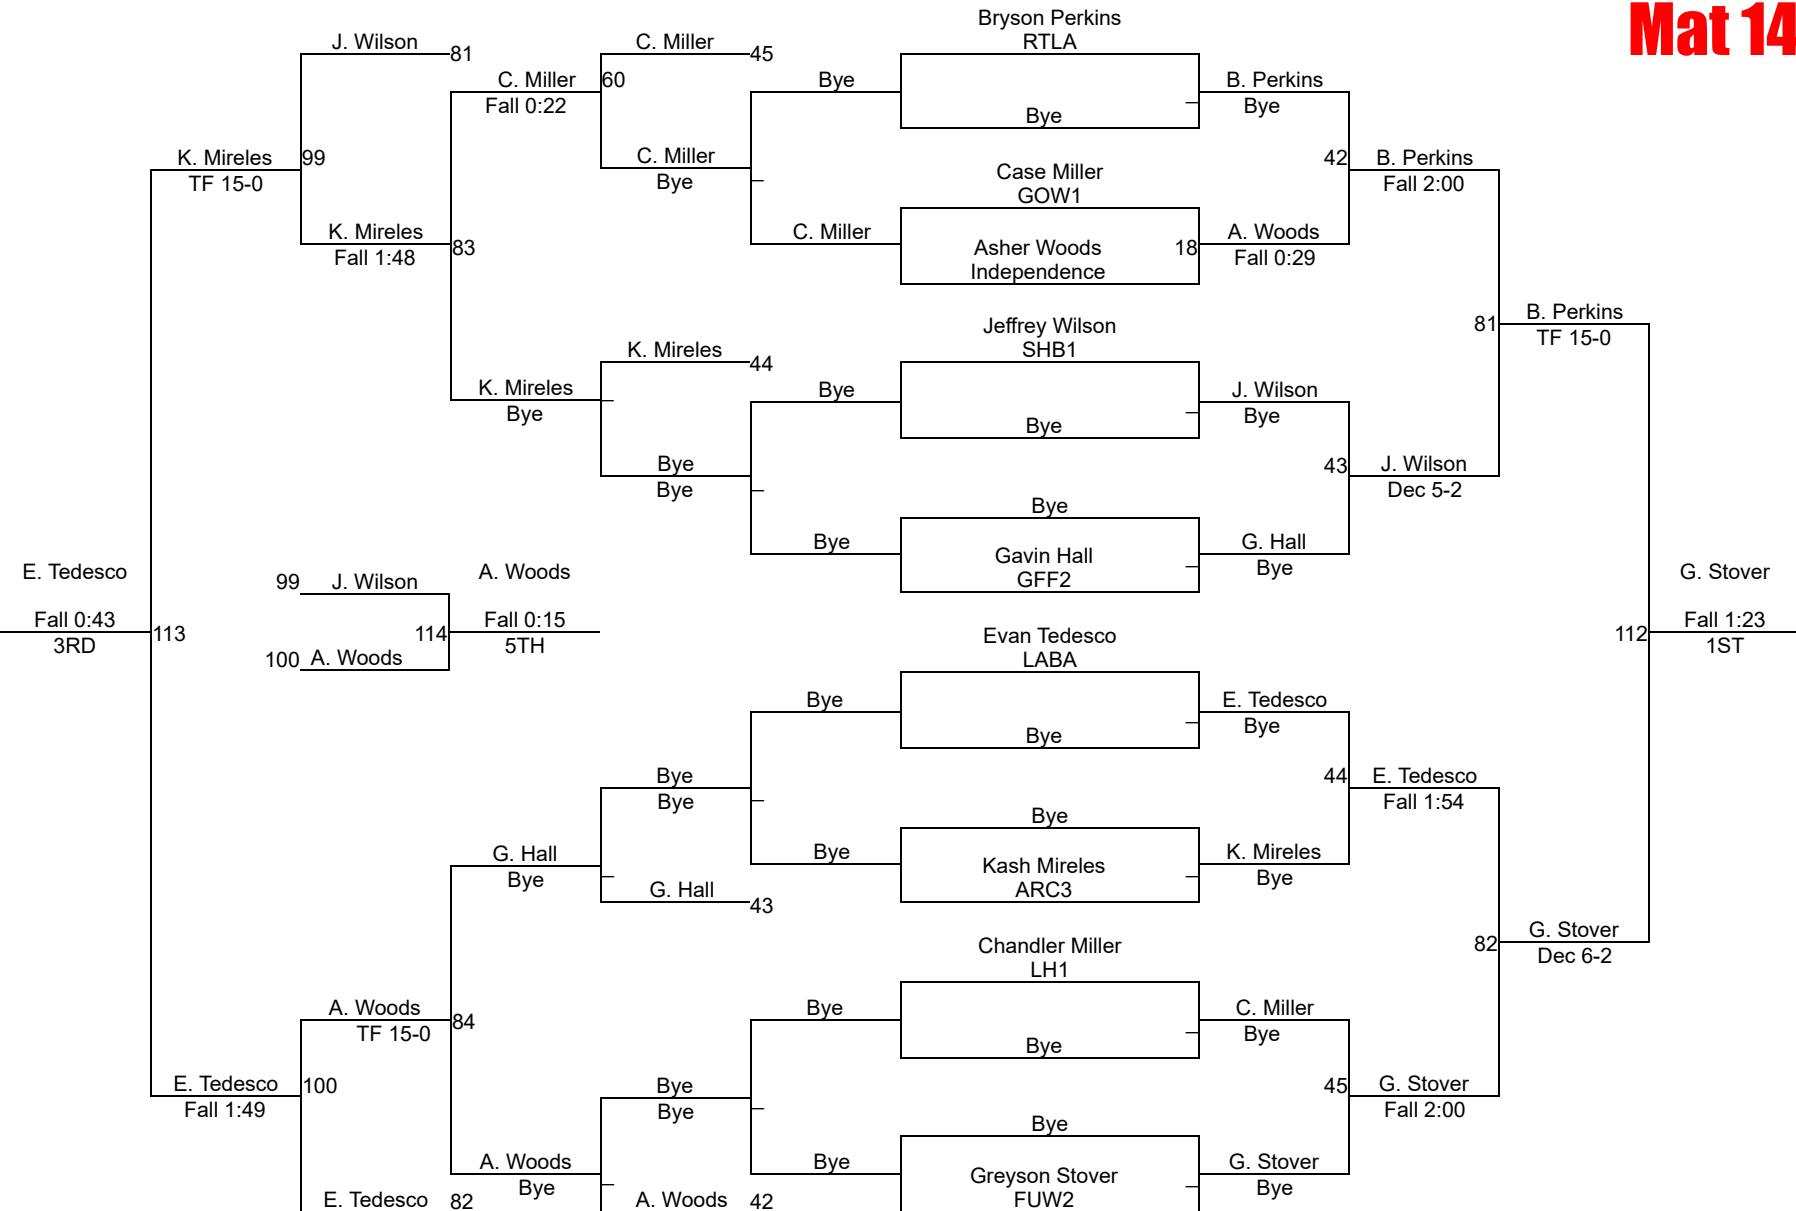 Mat 14
Bryson Perkins
RTLA
J. Wilson
81
C. Miller
45
C. Miller
60
Fall 0:22
Bye
Bye
B. Perkins
Bye
K. Mireles
99
TF 15-0
C. Miller
Bye
Case Miller
GOW1
42
B. Perkins
Fall 2:00
K. Mireles
83
Fall 1:48
C. Miller
Asher Woods
Independence
18
A. Woods
Fall 0:29
Jeffrey Wilson
SHB1
81
B. Perkins
TF 15-0
K. Mireles
44
K. Mireles
Bye
Bye
Bye
J. Wilson
Bye
Bye
Bye
43
J. Wilson
Dec 5-2
Bye
Bye
Gavin Hall
GFF2
G. Hall
Bye
E. Tedesco
Fall 0:43
3RD
113
99
J. Wilson
100
A. Woods
114
A. Woods
Fall 0:15
5TH
G. Stover
112
Fall 1:23
1ST
Evan Tedesco
LABA
Bye
Bye
E. Tedesco
Bye
Bye
Bye
44
E. Tedesco
Fall 1:54
Bye
Bye
Kash Mireles
ARC3
K. Mireles
Bye
G. Hall
Bye
G. Hall
43
Chandler Miller
LH1
82
G. Stover
Dec 6-2
A. Woods
84
TF 15-0
Bye
Bye
C. Miller
Bye
E. Tedesco
100
Fall 1:49
Bye
Bye
45
G. Stover
Fall 2:00
Bye
A. Woods
Bye
Bye
Greyson Stover
FUW2
G. Stover
Bye
E. Tedesco
82
A. Woods
42